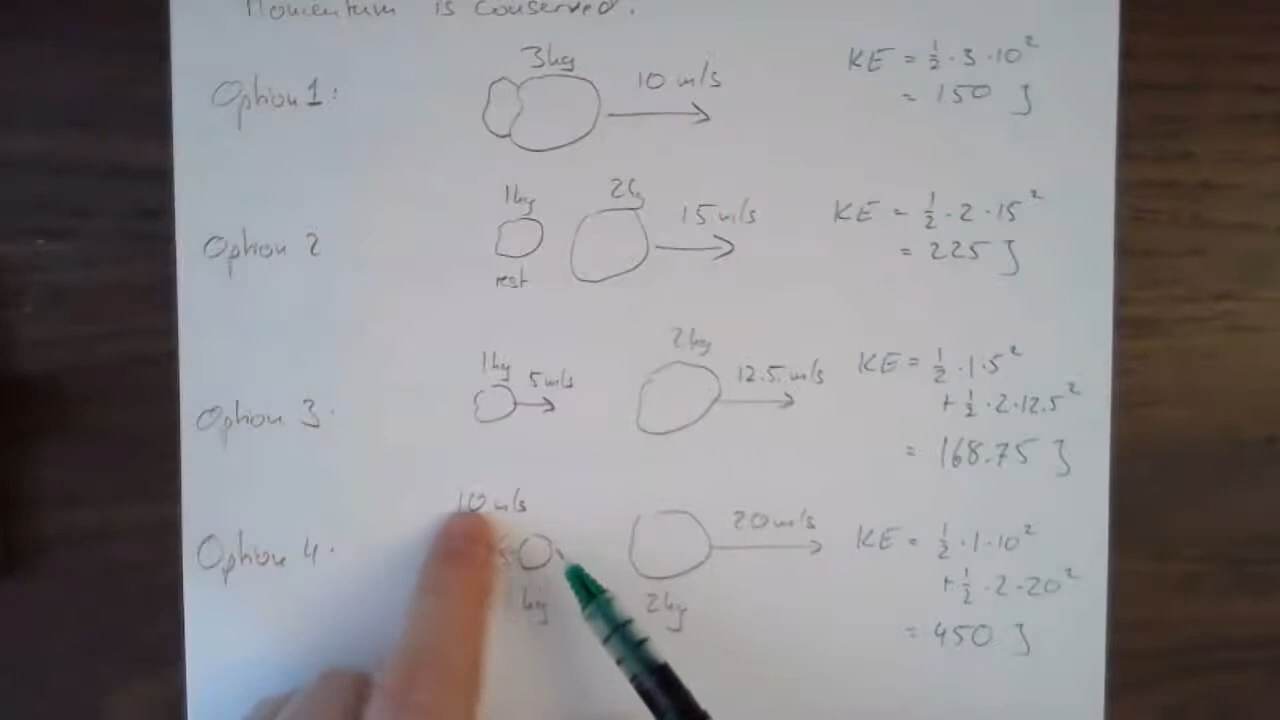 Momentum is conserved.
Option 1:
3kg
10 m/s
KE = ½ · 3 · 10²
= 150 J
Option 2
1kg
2kg
15 m/s
rest
KE = ½ · 2 · 15²
= 225 J
Option 3.
1kg
5 m/s
2kg
12.5 m/s
KE = ½ · 1 · 5²
+ ½ · 2 · 12.5²
= 168.75 J
Option 4.
10 m/s
20 m/s
2kg
KE = ½ · 1 · 10²
+ ½ · 2 · 20²
= 450 J